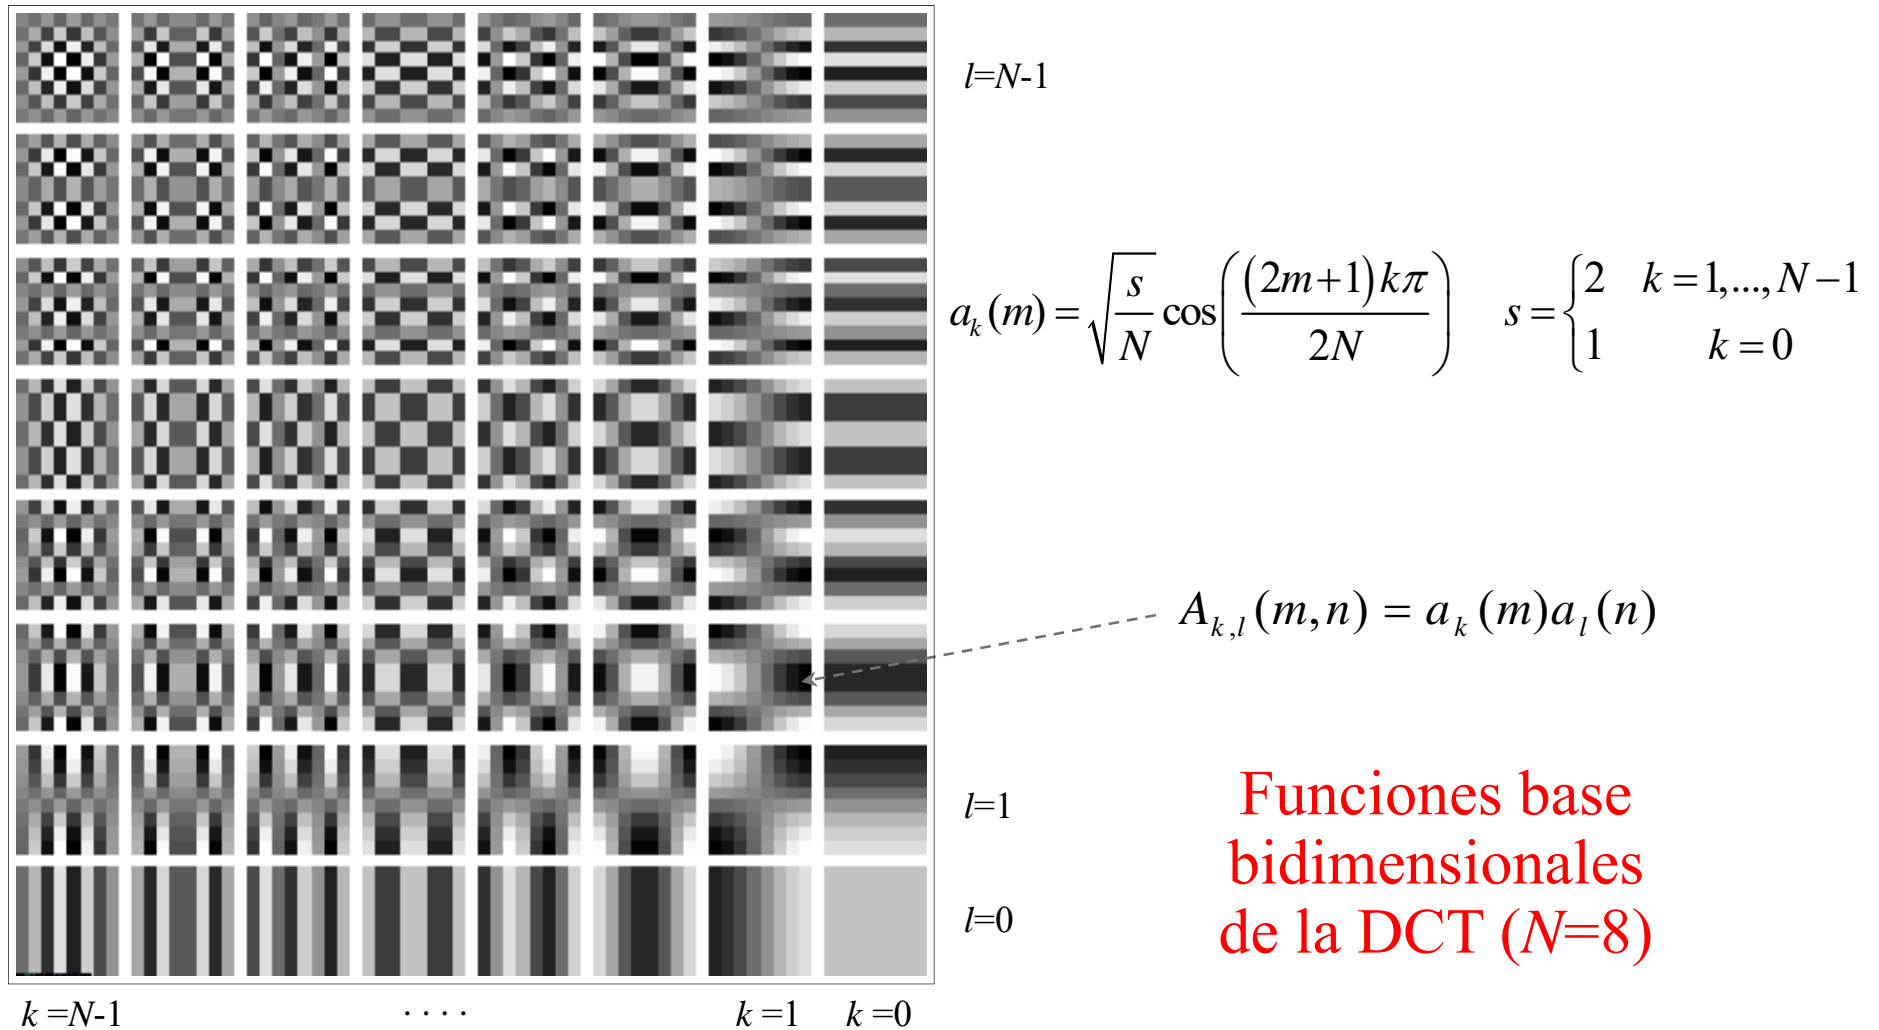 l=N-1
a_k(m) = √(s/N) cos((2m+1)kπ / 2N)   s = { 2   k = 1,..., N−1
1   k = 0
A_{k,l}(m,n) = a_k(m)a_l(n)
l=1
Funciones base
bidimensionales
de la DCT (N=8)
l=0
k =N-1   . . . .   k =1   k =0